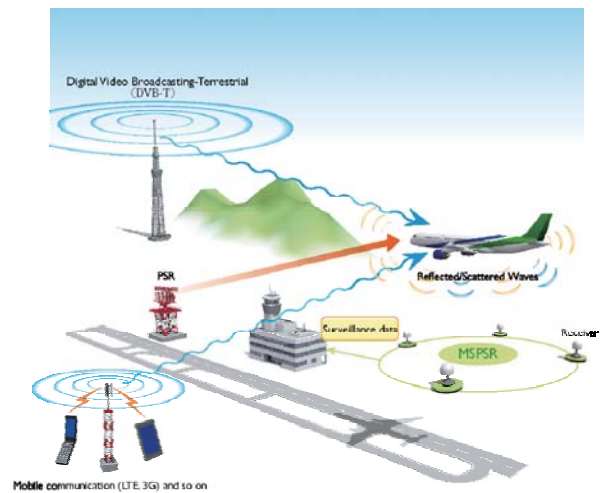 Digital Video Broadcasting-Terrestrial
(DVB-T)
PSR
Reflected/Scattered Waves
Surveillance data
Receiver
MSPSR
Mobile communication (LTE, 3G) and so on